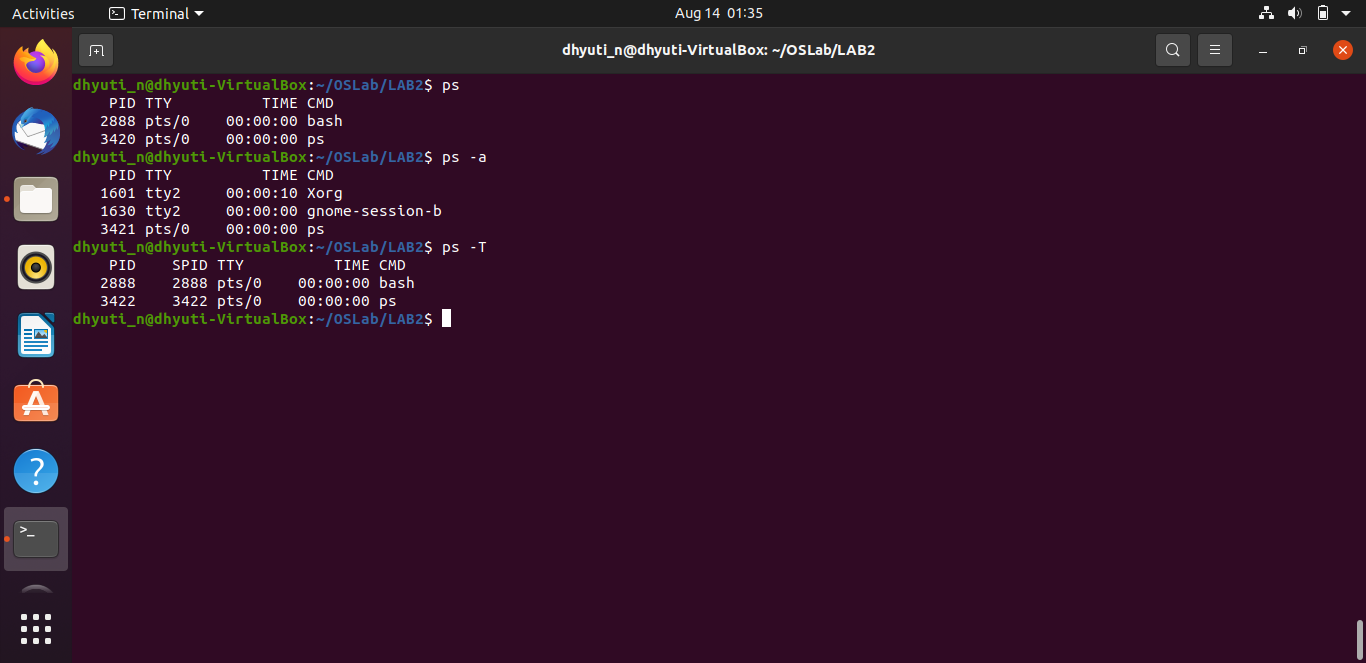 Activities Terminal Aug 14 01:35
dhyuti_n@dhyuti-VirtualBox: ~/OSLab/LAB2
dhyuti_n@dhyuti-VirtualBox:~/OSLab/LAB2$ ps
    PID TTY          TIME CMD
   2888 pts/0    00:00:00 bash
   3420 pts/0    00:00:00 ps
dhyuti_n@dhyuti-VirtualBox:~/OSLab/LAB2$ ps -a
    PID TTY          TIME CMD
   1601 tty2     00:00:10 Xorg
   1630 tty2     00:00:00 gnome-session-b
   3421 pts/0    00:00:00 ps
dhyuti_n@dhyuti-VirtualBox:~/OSLab/LAB2$ ps -T
    PID    SPID TTY          TIME CMD
   2888    2888 pts/0    00:00:00 bash
   3422    3422 pts/0    00:00:00 ps
dhyuti_n@dhyuti-VirtualBox:~/OSLab/LAB2$